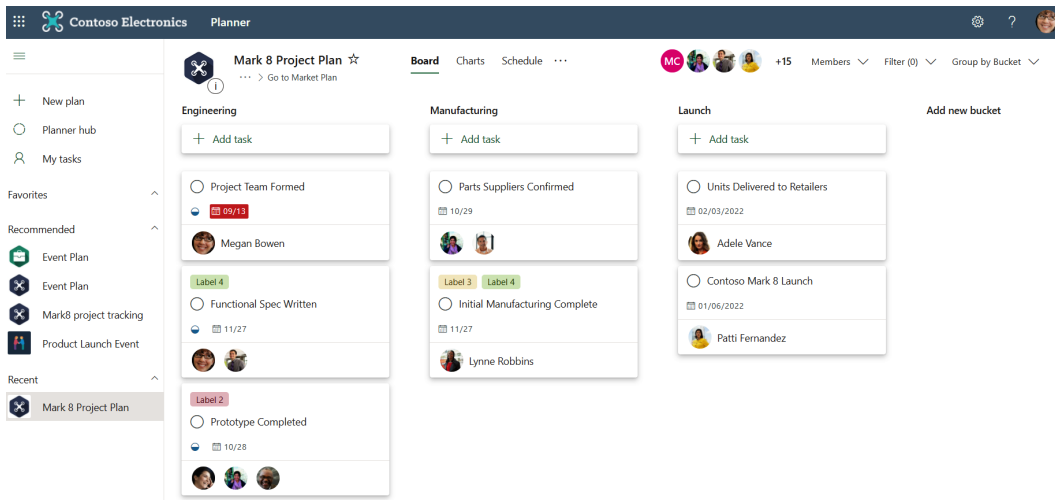 Contoso Electronics Planner ?
Mark 8 Project Plan
··· > Go to Market Plan
Board Charts Schedule ···
MC +15 Members Filter (0) Group by Bucket
New plan
Planner hub
My tasks
Favorites
Recommended
Event Plan
Event Plan
Mark8 project tracking
Product Launch Event
Recent
Mark 8 Project Plan
Engineering
+ Add task
Project Team Formed
09/13
Megan Bowen
Label 4
Functional Spec Written
11/27
Label 2
Prototype Completed
10/28
Manufacturing
+ Add task
Parts Suppliers Confirmed
10/29
Label 3 Label 4
Initial Manufacturing Complete
11/27
Lynne Robbins
Launch
+ Add task
Units Delivered to Retailers
02/03/2022
Adele Vance
Contoso Mark 8 Launch
01/06/2022
Patti Fernandez
Add new bucket